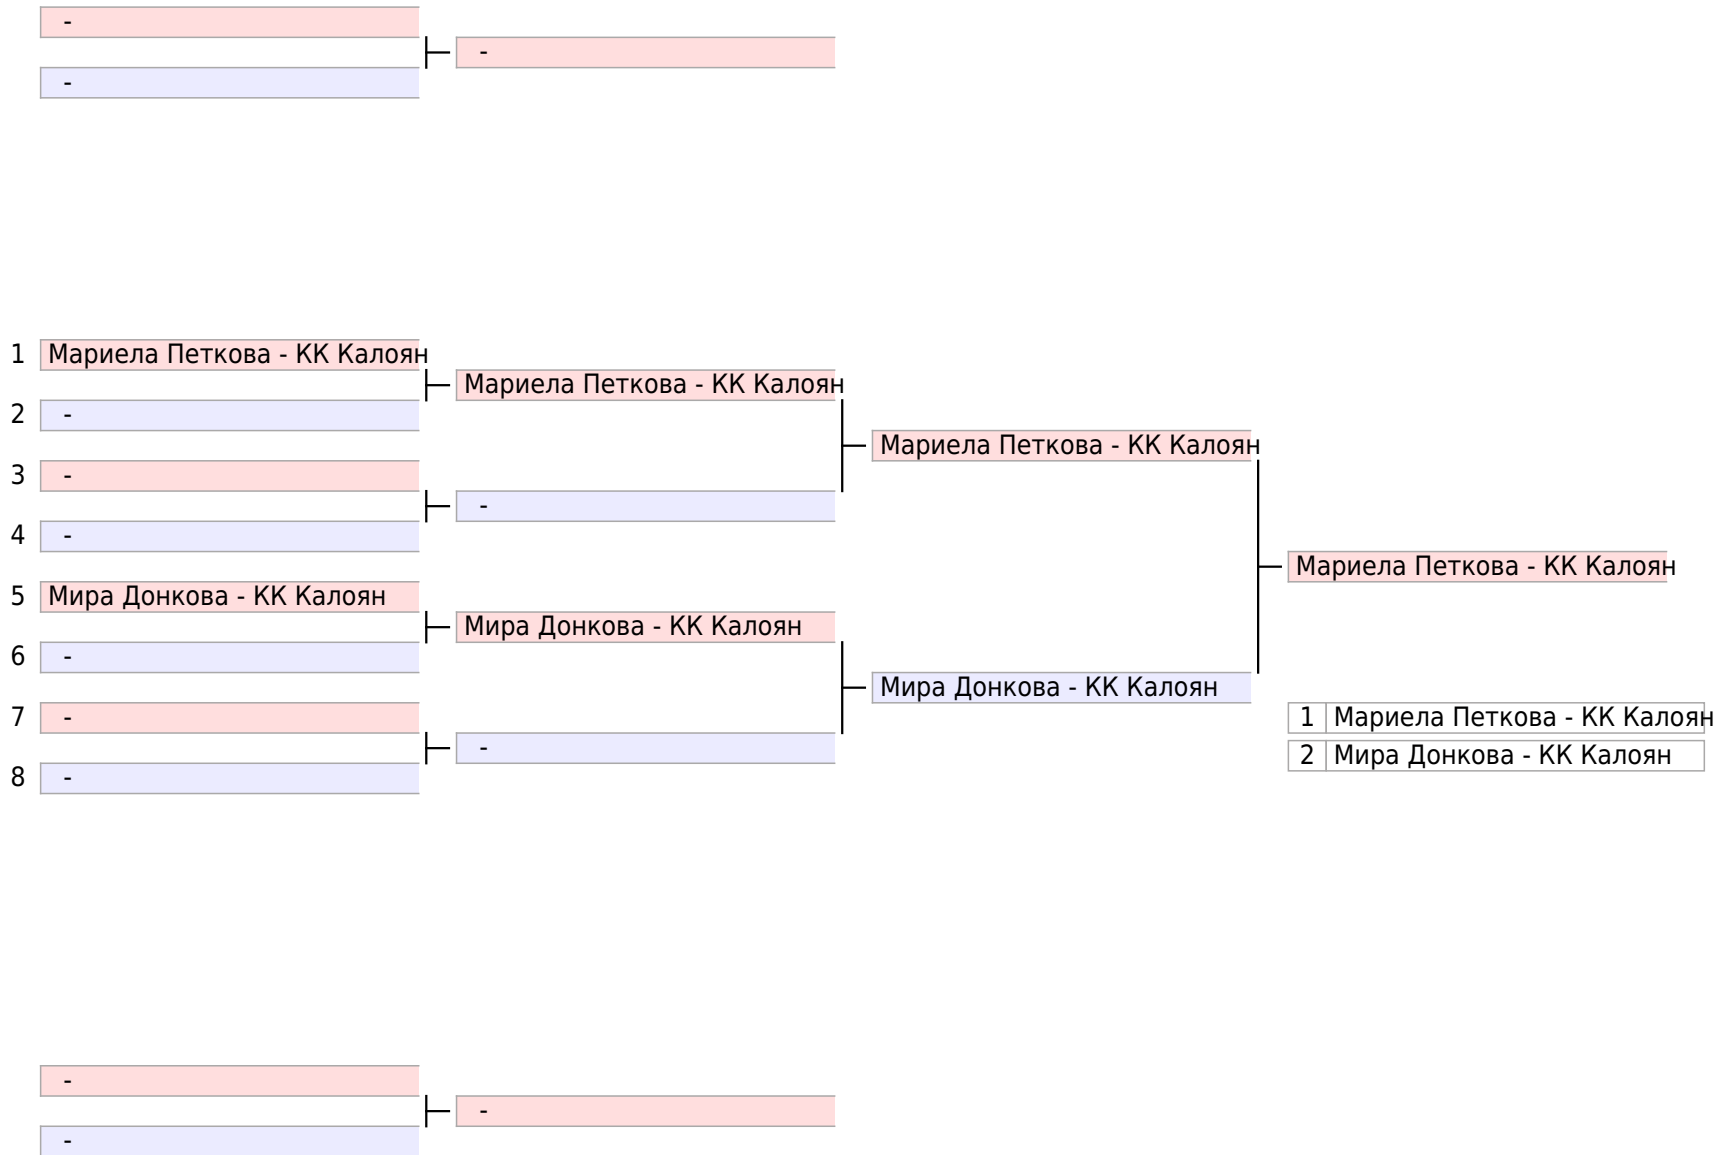 -
-
-
1 Мариела Петкова - КК Калоян
Мариела Петкова - КК Калоян
2 -
Мариела Петкова - КК Калоян
3 -
-
4 -
Мариела Петкова - КК Калоян
5 Мира Донкова - КК Калоян
Мира Донкова - КК Калоян
6 -
Мира Донкова - КК Калоян
7 -
1 Мариела Петкова - КК Калоян
-
2 Мира Донкова - КК Калоян
8 -
-
-
-